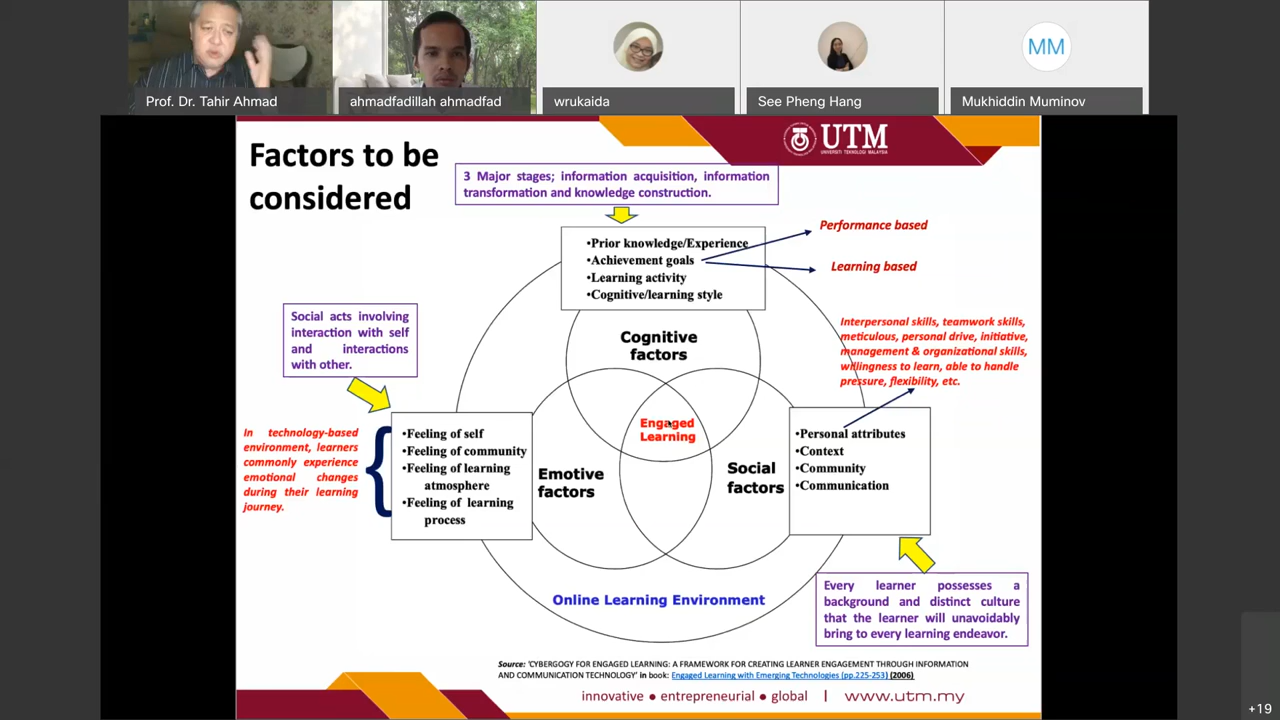 Prof. Dr. Tahir Ahmad
ahmadfadillah ahmadfad
wrukaida
See Pheng Hang
MM
Mukhiddin Muminov
Factors to be
considered
UTM
UNIVERSITI TEKNOLOGI MALAYSIA
3 Major stages; information acquisition, information
transformation and knowledge construction.
•Prior knowledge/Experience
•Achievement goals
•Learning activity
•Cognitive/learning style
Performance based
Learning based
Social acts involving
interaction with self
and interactions
with other.
Cognitive
factors
Interpersonal skills, teamwork skills,
meticulous, personal drive, initiative,
management & organizational skills,
willingness to learn, able to handle
pressure, flexibility, etc.
In technology-based
environment, learners
commonly experience
emotional changes
during their learning
journey.
•Feeling of self
•Feeling of community
•Feeling of learning
atmosphere
•Feeling of learning
process
Emotive
factors
Engaged
Learning
Social
factors
•Personal attributes
•Context
•Community
•Communication
Every learner possesses a
background and distinct culture
that the learner will unavoidably
bring to every learning endeavor.
Online Learning Environment
Source: 'CYBERGOGY FOR ENGAGED LEARNING: A FRAMEWORK FOR CREATING LEARNER ENGAGEMENT THROUGH INFORMATION
AND COMMUNICATION TECHNOLOGY' in book: Engaged Learning with Emerging Technologies (pp.225-253) (2006)
innovative ● entrepreneurial ● global | www.utm.my
+19